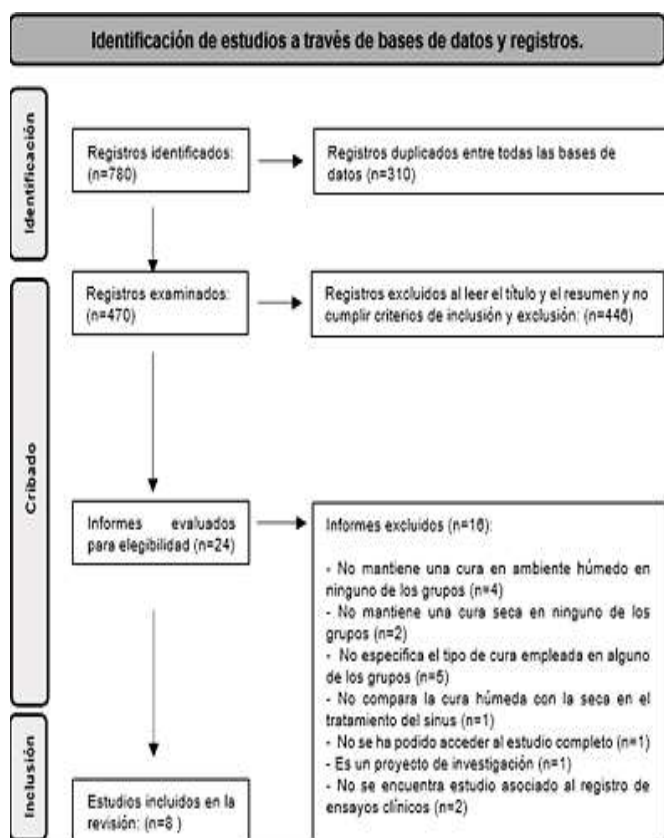 Identificación de estudios a través de bases de datos y registros.
Identificación
Registros identificados:
(n=780)
Registros duplicados entre todas las bases de
datos (n=310)
Cribado
Registros examinados:
(n=470)
Registros excluidos al leer el título y el resumen y no
cumplir criterios de inclusión y exclusión: (n=446)
Informes evaluados
para elegibilidad (n=24)
Informes excluidos (n=16):
- No mantiene una cura en ambiente húmedo en
ninguno de los grupos (n=4)
- No mantiene una cura seca en ninguno de los
grupos (n=2)
- No especifica el tipo de cura empleada en alguno
de los grupos (n=5)
- No compara la cura húmeda con la seca en el
tratamiento del sinus (n=1)
- No se ha podido acceder al estudio completo (n=1)
- Es un proyecto de investigación (n=1)
- No se encuentra estudio asociado al registro de
ensayos clínicos (n=2)
Inclusión
Estudios incluidos en la
revisión: (n=8 )